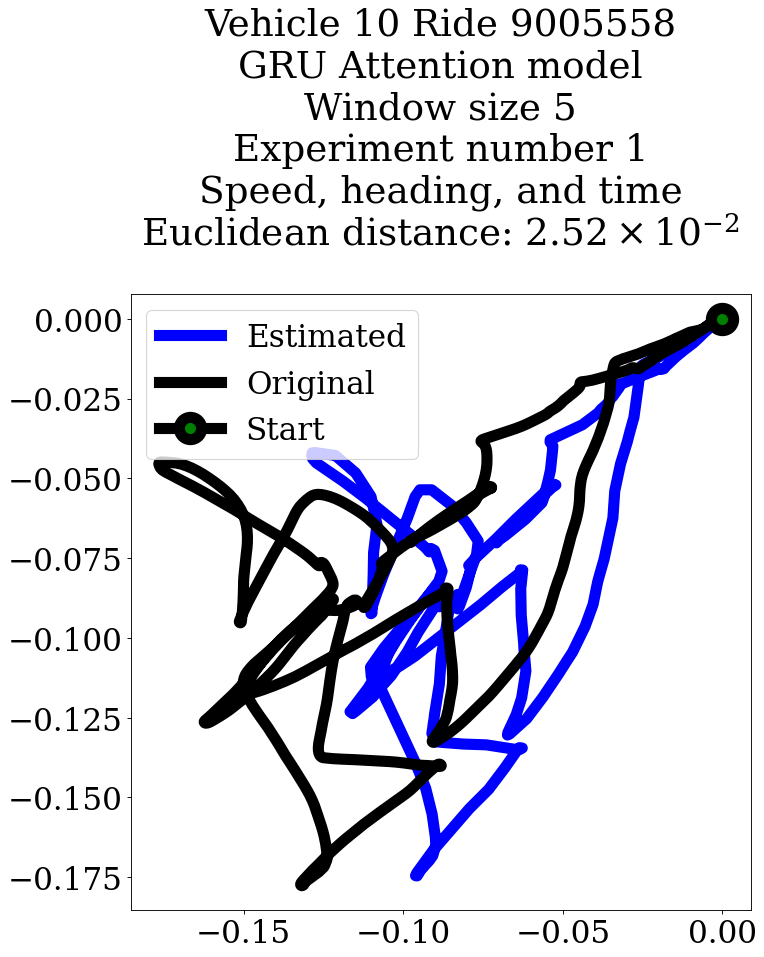 Vehicle 10 Ride 9005558
GRU Attention model
Window size 5
Experiment number 1
Speed, heading, and time
Euclidean distance: 2.52 × 10⁻²
Estimated
Original
Start
0.000
−0.025
−0.050
−0.075
−0.100
−0.125
−0.150
−0.175
−0.15
−0.10
−0.05
0.00